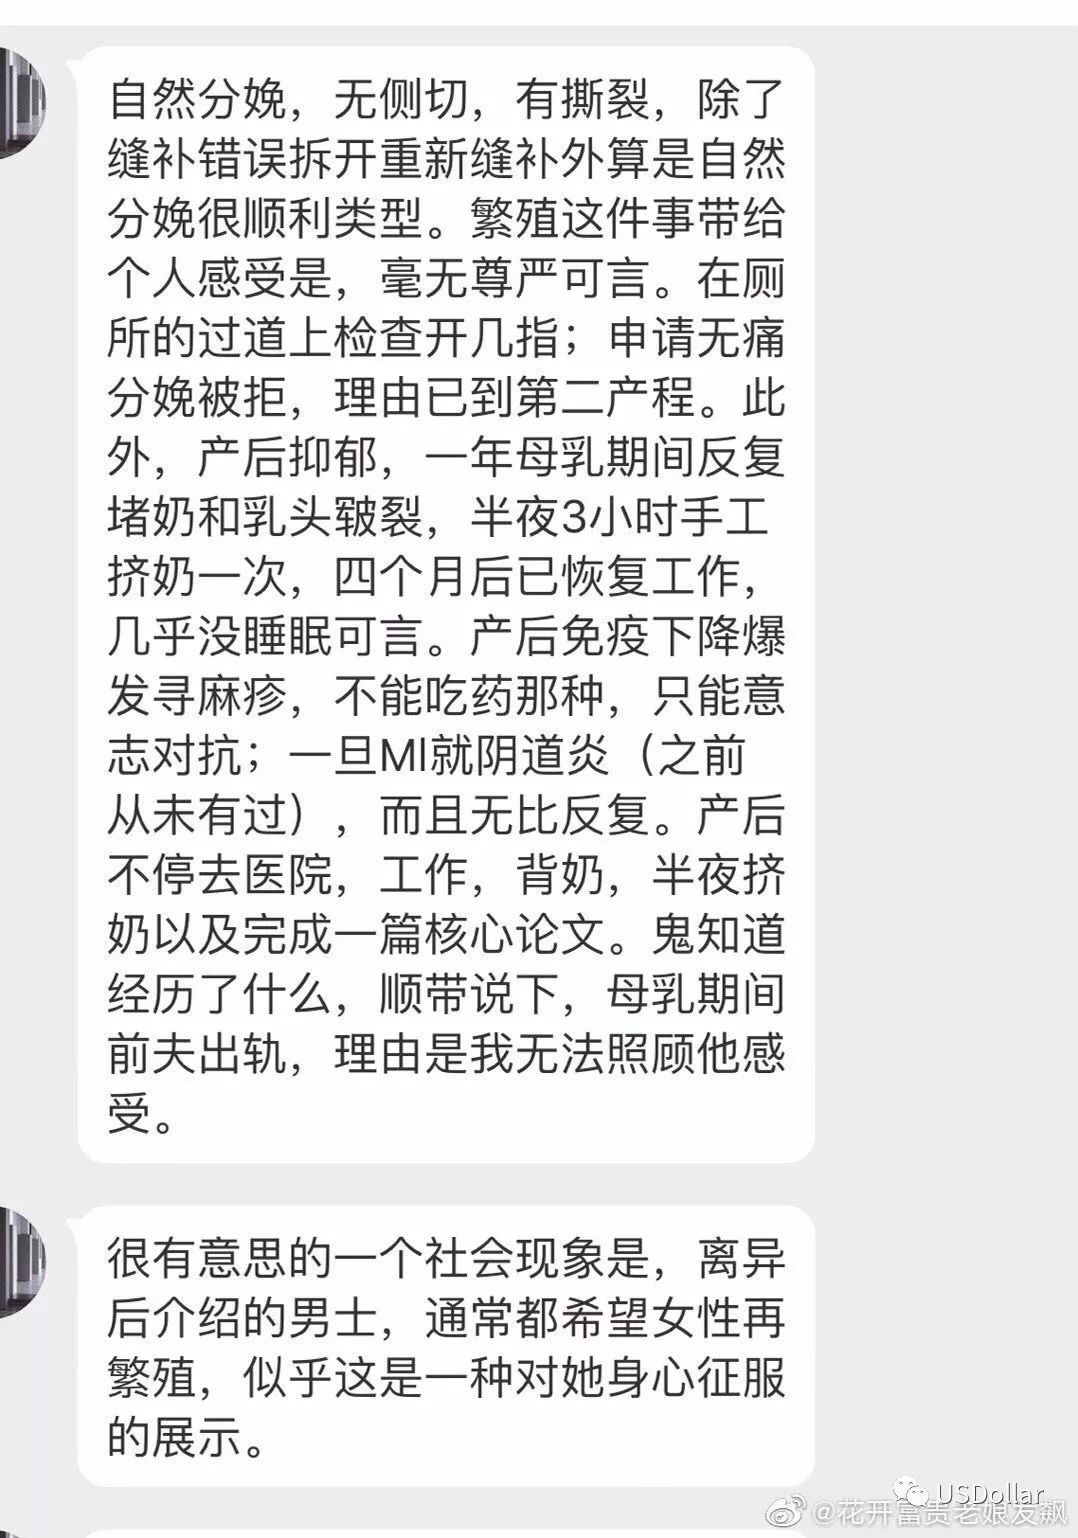 自然分娩，无侧切，有撕裂，除了
缝补错误拆开重新缝补外算是自然
分娩很顺利类型。繁殖这件事带给
个人感受是，毫无尊严可言。在厕
所的过道上检查开几指；申请无痛
分娩被拒，理由已到第二产程。此
外，产后抑郁，一年母乳期间反复
堵奶和乳头皲裂，半夜3小时手工
挤奶一次，四个月后已恢复工作，
几乎没睡眠可言。产后免疫下降爆
发寻麻疹，不能吃药那种，只能意
志对抗；一旦Ml就阴道炎（之前
从未有过），而且无比反复。产后
不停去医院，工作，背奶，半夜挤
奶以及完成一篇核心论文。鬼知道
经历了什么，顺带说下，母乳期间
前夫出轨，理由是我无法照顾他感
受。
很有意思的一个社会现象是，离异
后介绍的男士，通常都希望女性再
繁殖，似乎这是一种对她身心征服
的展示。
USDollar
@花开富贵老娘发飙